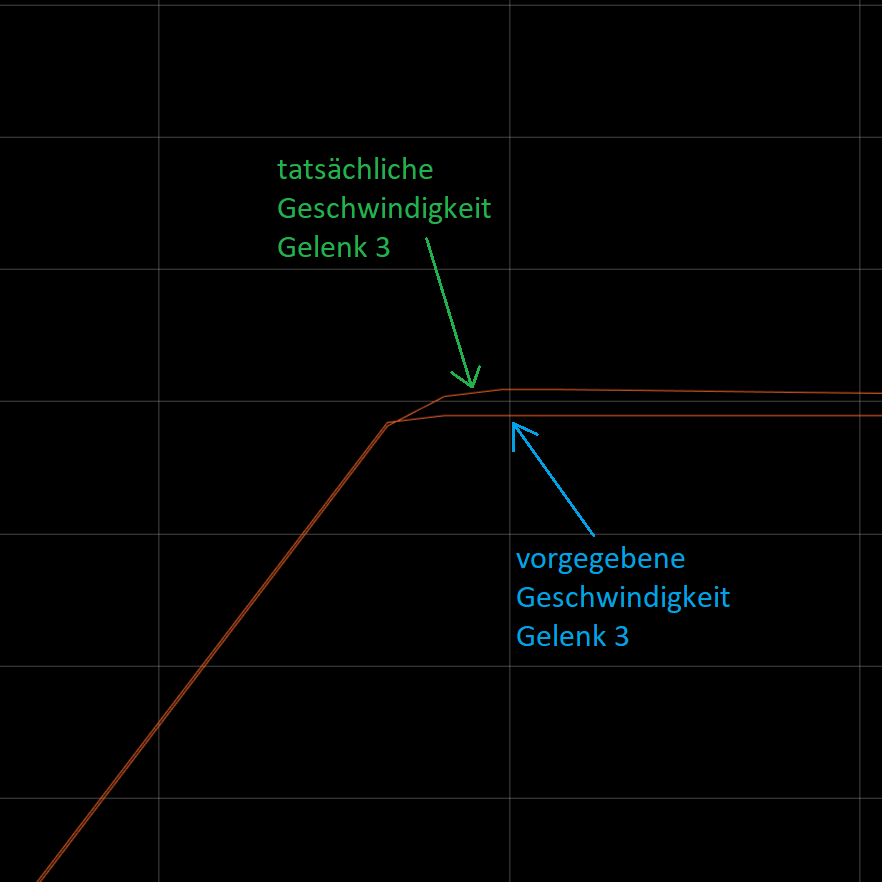 tatsächliche
Geschwindigkeit
Gelenk 3
vorgegebene
Geschwindigkeit
Gelenk 3